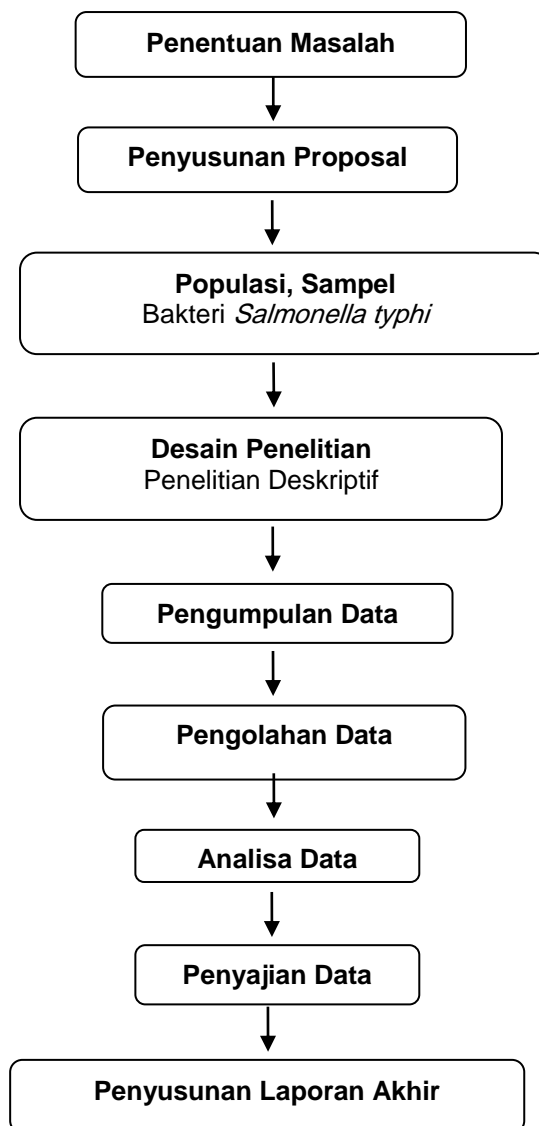 Penentuan Masalah
Penyusunan Proposal
Populasi, Sampel
Bakteri Salmonella typhi
Desain Penelitian
Penelitian Deskriptif
Pengumpulan Data
Pengolahan Data
Analisa Data
Penyajian Data
Penyusunan Laporan Akhir